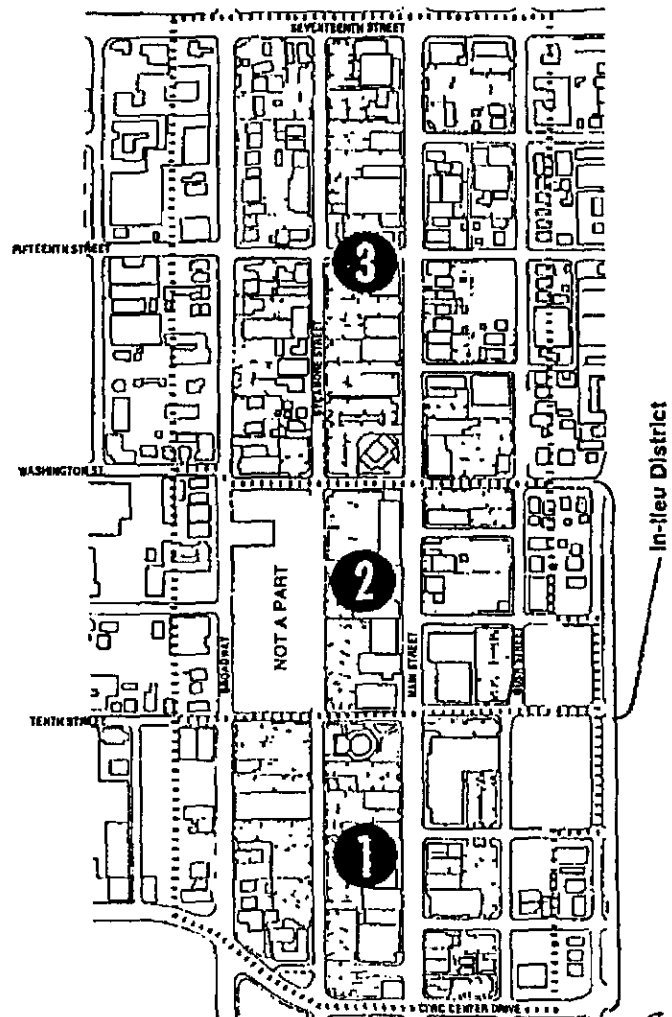 SEVENTEENTH STREET
FIFTEENTH STREET
3
SYCAMORE STREET
WASHINGTON ST.
In-lieu District
2
NOT A PART
BROADWAY
MAIN STREET
BUSH STREET
TENTH STREET
1
CIVIC CENTER DRIVE